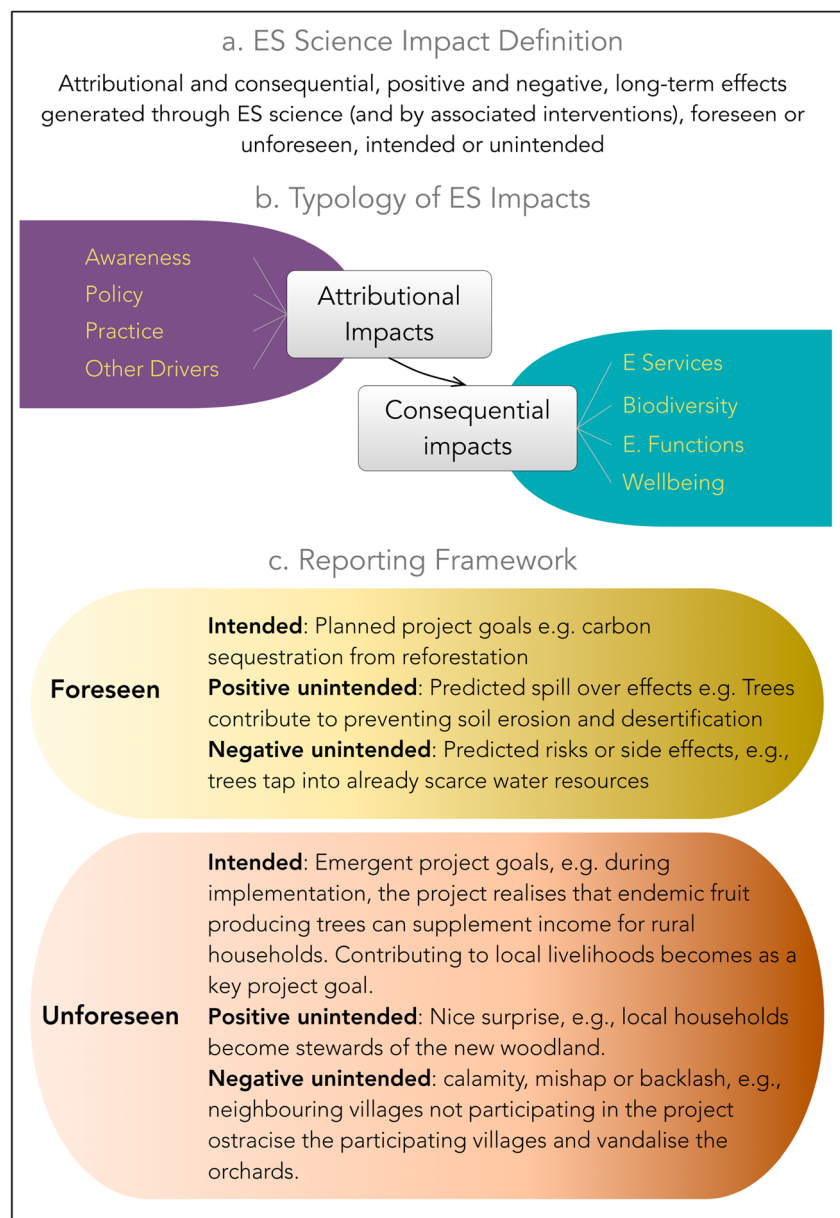 a. ES Science Impact Definition
Attributional and consequential, positive and negative, long-term effects
generated through ES science (and by associated interventions), foreseen or
unforeseen, intended or unintended
b. Typology of ES Impacts
Awareness
Policy
Practice
Other Drivers
Attributional
Impacts
Consequential
impacts
E Services
Biodiversity
E. Functions
Wellbeing
c. Reporting Framework
Foreseen
Intended: Planned project goals e.g. carbon
sequestration from reforestation
Positive unintended: Predicted spill over effects e.g. Trees
contribute to preventing soil erosion and desertification
Negative unintended: Predicted risks or side effects, e.g.,
trees tap into already scarce water resources
Unforeseen
Intended: Emergent project goals, e.g. during
implementation, the project realises that endemic fruit
producing trees can supplement income for rural
households. Contributing to local livelihoods becomes as a
key project goal.
Positive unintended: Nice surprise, e.g., local households
become stewards of the new woodland.
Negative unintended: calamity, mishap or backlash, e.g.,
neighbouring villages not participating in the project
ostracise the participating villages and vandalise the
orchards.